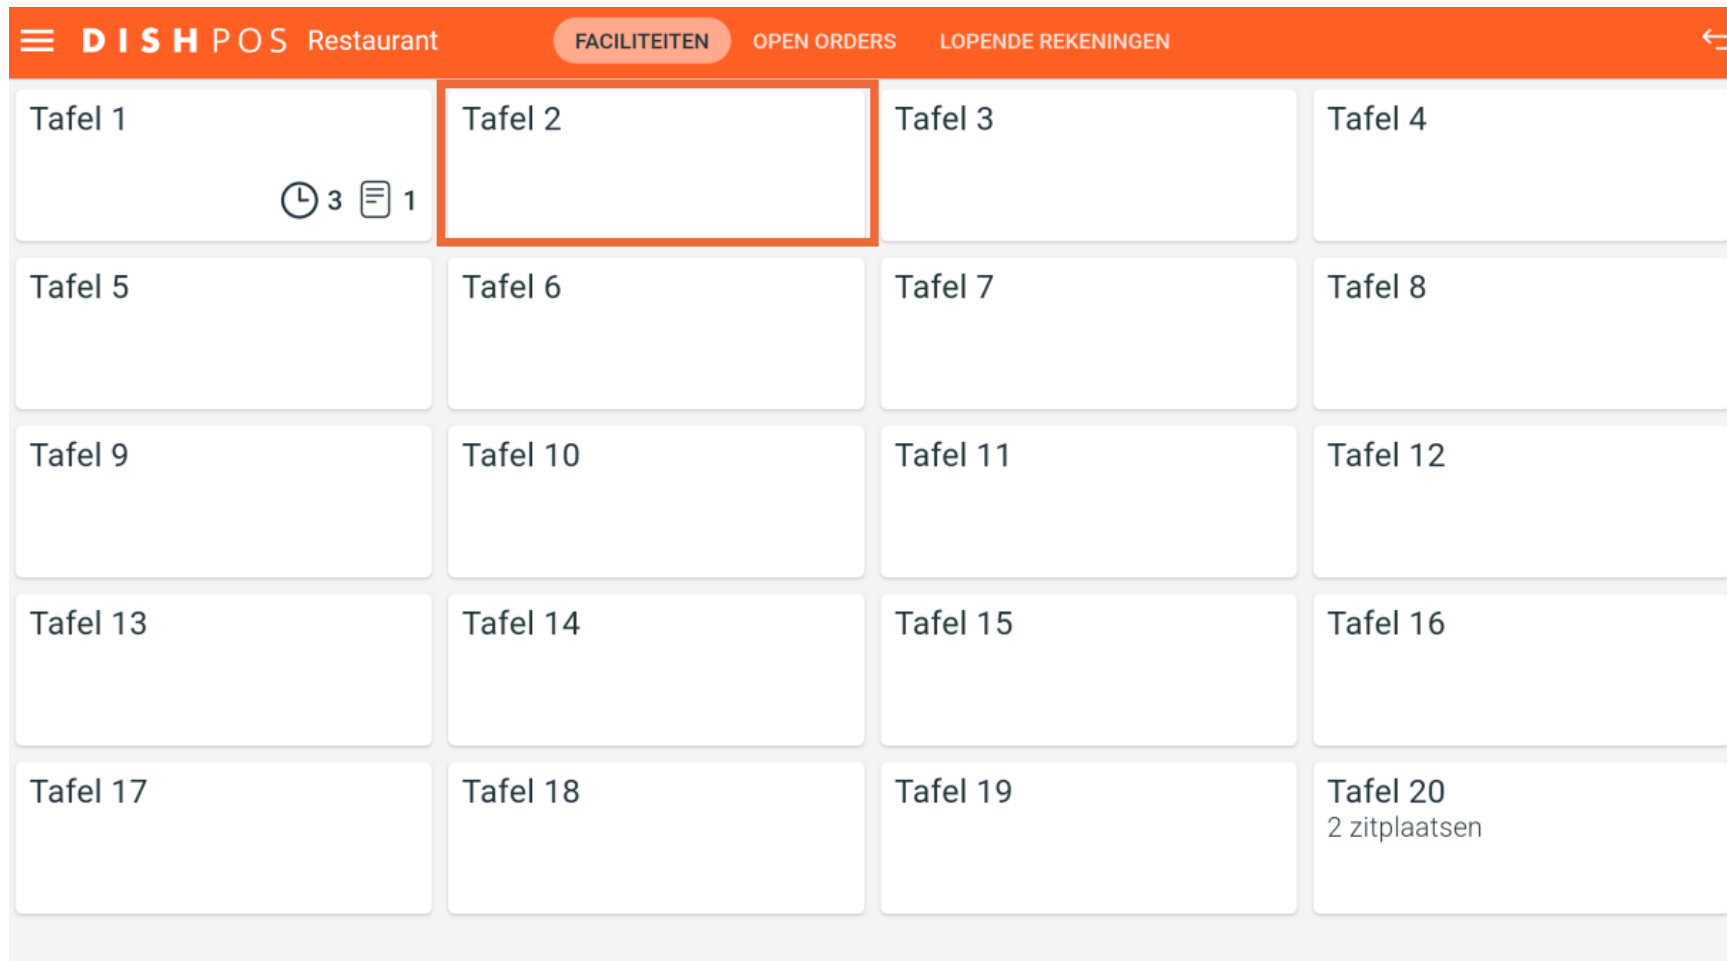 DISH POS Restaurant FACILITEITEN OPEN ORDERS LOPENDE REKENINGEN
Tafel 1 Tafel 2 Tafel 3 Tafel 4
3 1
Tafel 5 Tafel 6 Tafel 7 Tafel 8
Tafel 9 Tafel 10 Tafel 11 Tafel 12
Tafel 13 Tafel 14 Tafel 15 Tafel 16
Tafel 17 Tafel 18 Tafel 19 Tafel 20
2 zitplaatsen